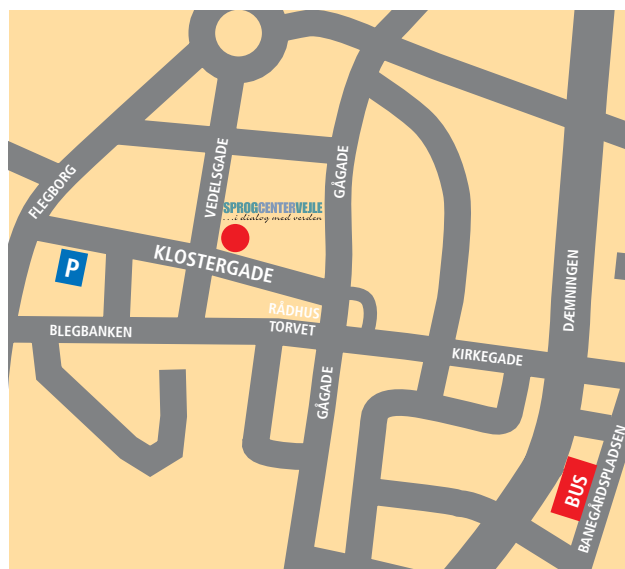 FLEGBORG
VEDELSGADE
GÅGADE
SPROGCENTERVEJLE
...i dialog med verden
P
KLOSTERGADE
RÅDHUS
TORVET
BLEGBANKEN
KIRKEGADE
DÆMNINGEN
GÅGADE
BUS
BANEGÅRDSPLADSEN